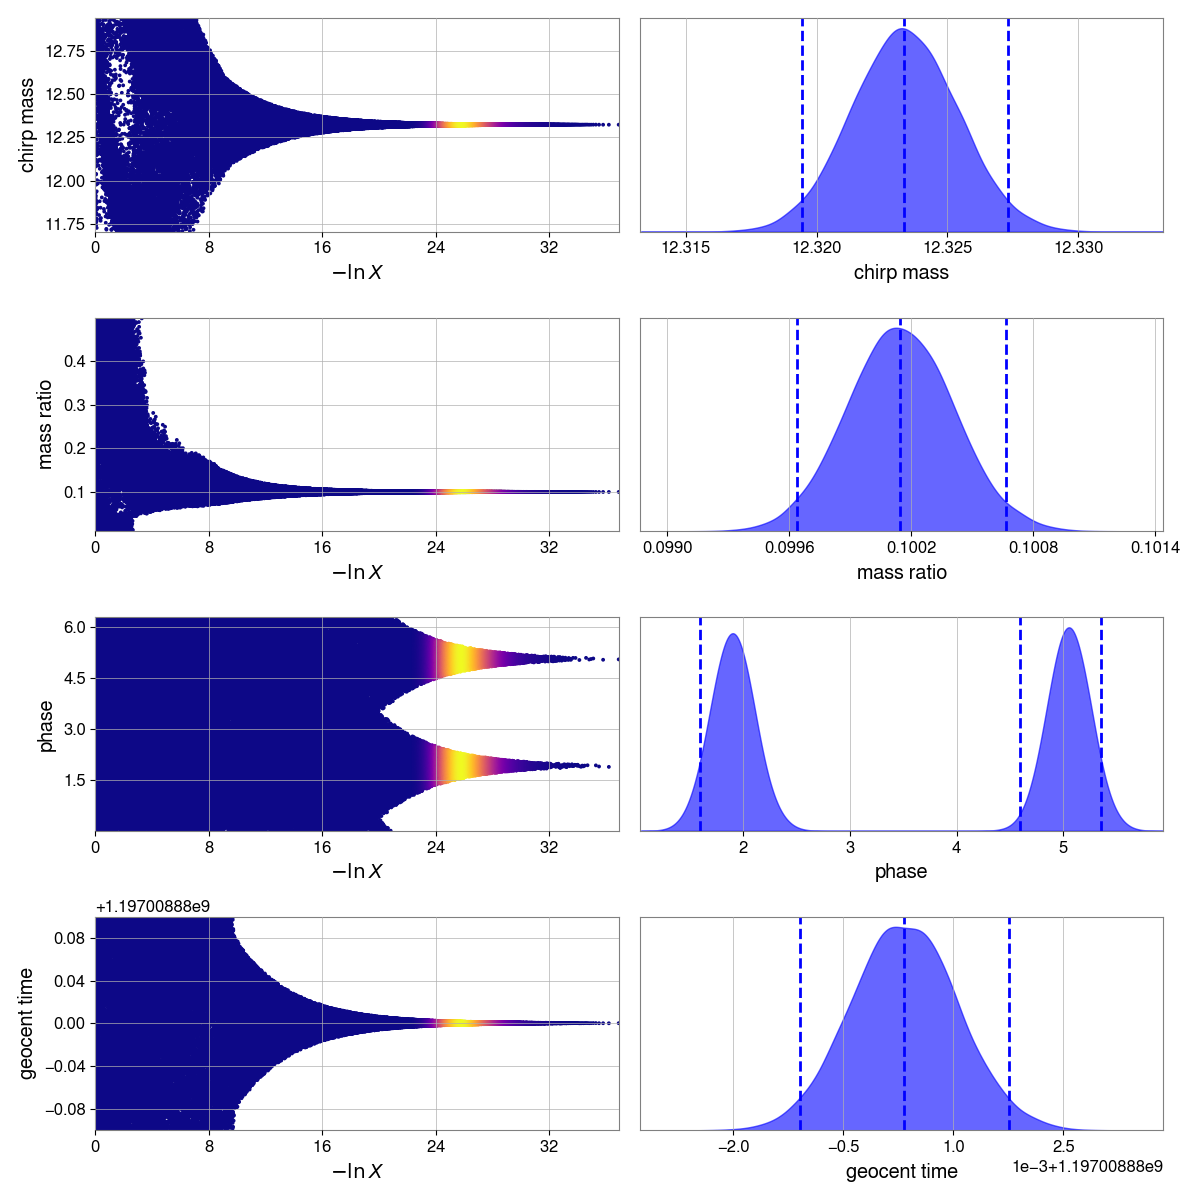 12.75
12.50
12.25
12.00
11.75
chirp mass
0 8 16 24 32
−ln X
12.315 12.320 12.325 12.330
chirp mass
0.4
0.3
0.2
0.1
mass ratio
0 8 16 24 32
−ln X
0.0990 0.0996 0.1002 0.1008 0.1014
mass ratio
6.0
4.5
3.0
1.5
phase
0 8 16 24 32
−ln X
2 3 4 5
phase
+1.19700888e9
0.08
0.04
0.00
−0.04
−0.08
geocent time
0 8 16 24 32
−ln X
−2.0 −0.5 1.0 2.5
1e−3+1.19700888e9
geocent time